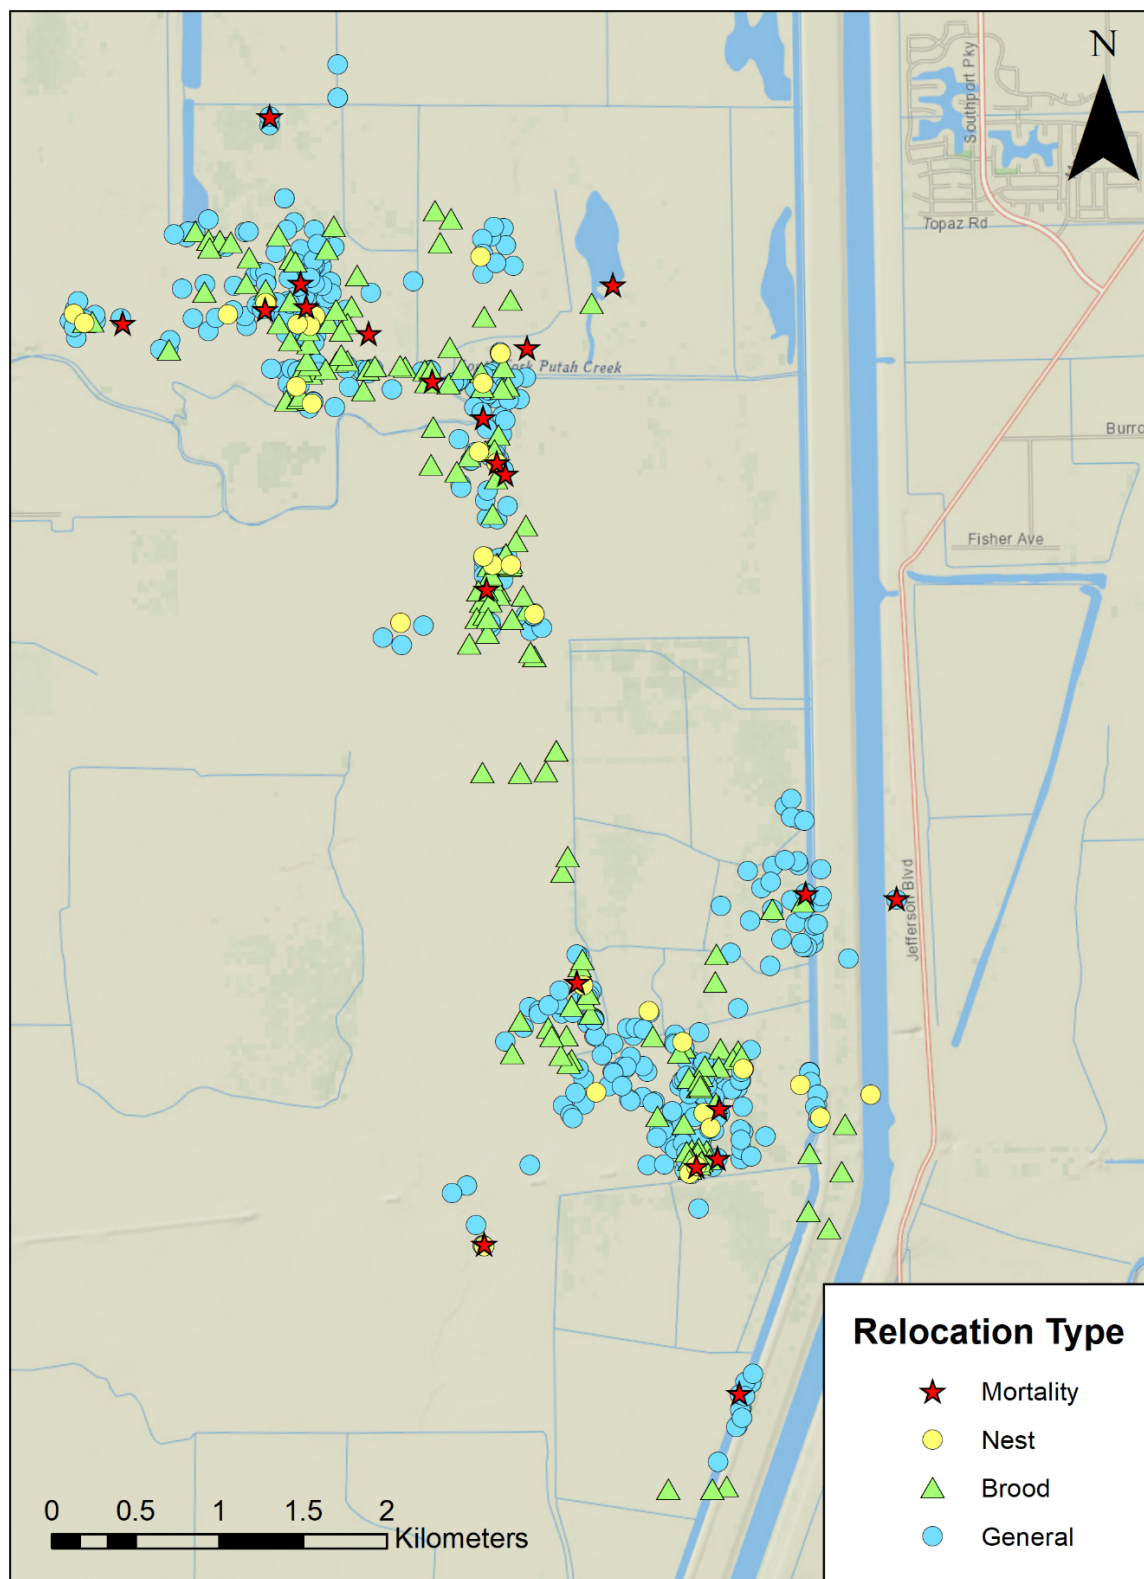 N
Southport Pky
Topaz Rd
Putah Creek
Burro
Fisher Ave
Jefferson Blvd
Relocation Type
Mortality
Nest
Brood
General
0 0.5 1 1.5 2
Kilometers